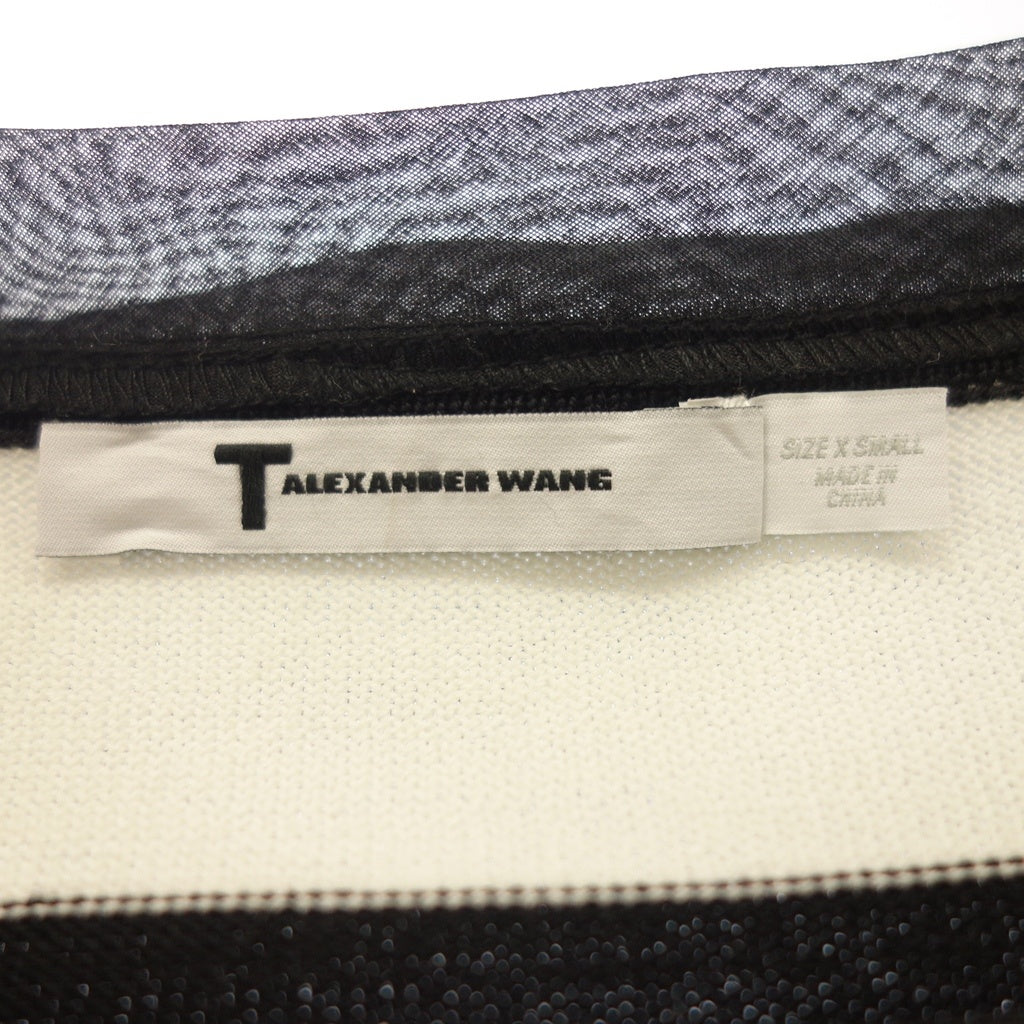 T ALEXANDER WANG
SIZE X SMALL
MADE IN
CHINA